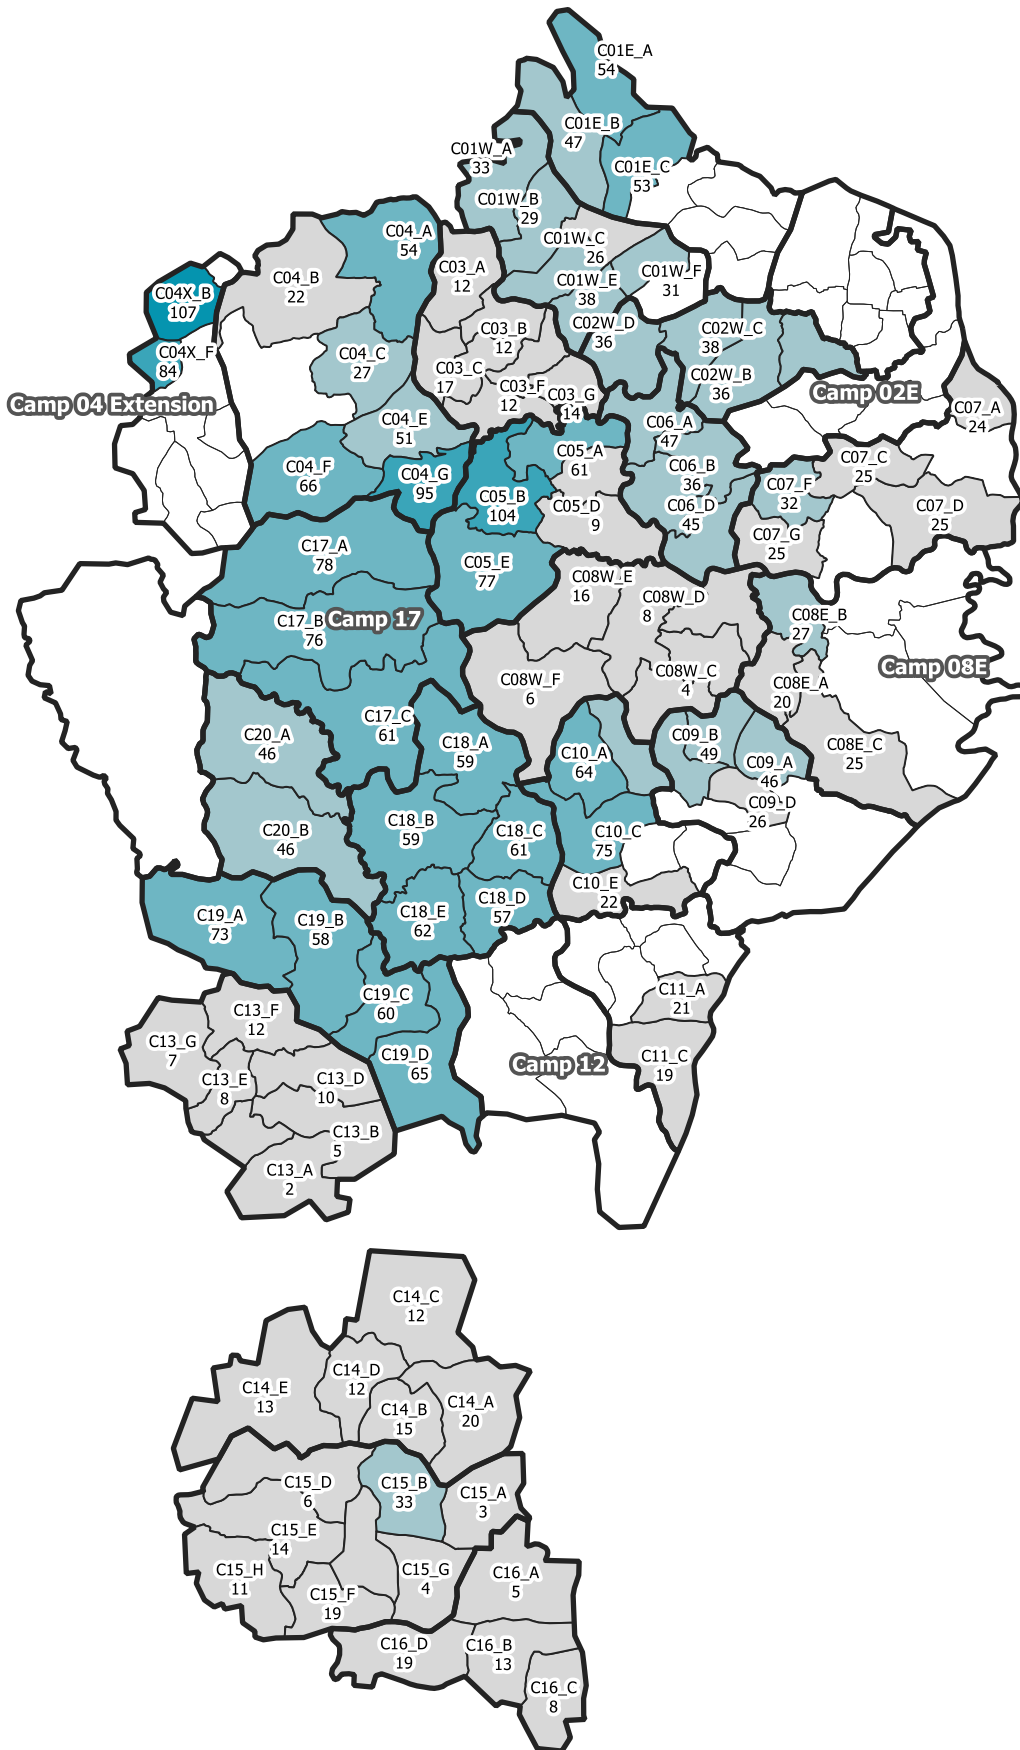 C01E_A
54
C01E_B
47
C01W_A
33
C01E_C
53
C01W_B
29
C04_A
54
C01W_C
26
C03_A
12
C04_B
22
C01W_F
31
C01W_E
38
C04X_B
107
C02W_D
36
C02W_C
38
C03_B
12
C04X_F
84
C04_C
27
C03_C
17
C02W_B
36
C03_F
12
C03_G
14
Camp 02E
Camp 04 Extension
C07_A
24
C04_E
51
C06_A
47
C05_A
61
C07_C
25
C04_F
66
C04_G
95
C06_B
36
C07_F
32
C05_B
104
C05_D
9
C06_D
45
C07_D
25
C07_G
25
C17_A
78
C05_E
77
C08W_E
16
C08W_D
8
C17_B
76
Camp 17
C08E_B
27
Camp 08E
C08W_F
6
C08W_C
4
C08E_A
20
C17_C
61
C20_A
46
C18_A
59
C10_A
64
C09_B
49
C08E_C
25
C09_A
46
C09_D
26
C20_B
46
C18_B
59
C18_C
61
C10_C
75
C10_E
22
C18_D
57
C19_A
73
C19_B
58
C18_E
62
C19_C
60
C11_A
21
C13_F
12
C13_G
7
C19_D
65
C11_C
19
Camp 12
C13_E
8
C13_D
10
C13_B
5
C13_A
2
C14_C
12
C14_D
12
C14_E
13
C14_B
15
C14_A
20
C15_D
6
C15_B
33
C15_A
3
C15_E
14
C15_H
11
C15_G
4
C16_A
5
C15_F
19
C16_D
19
C16_B
13
C16_C
8